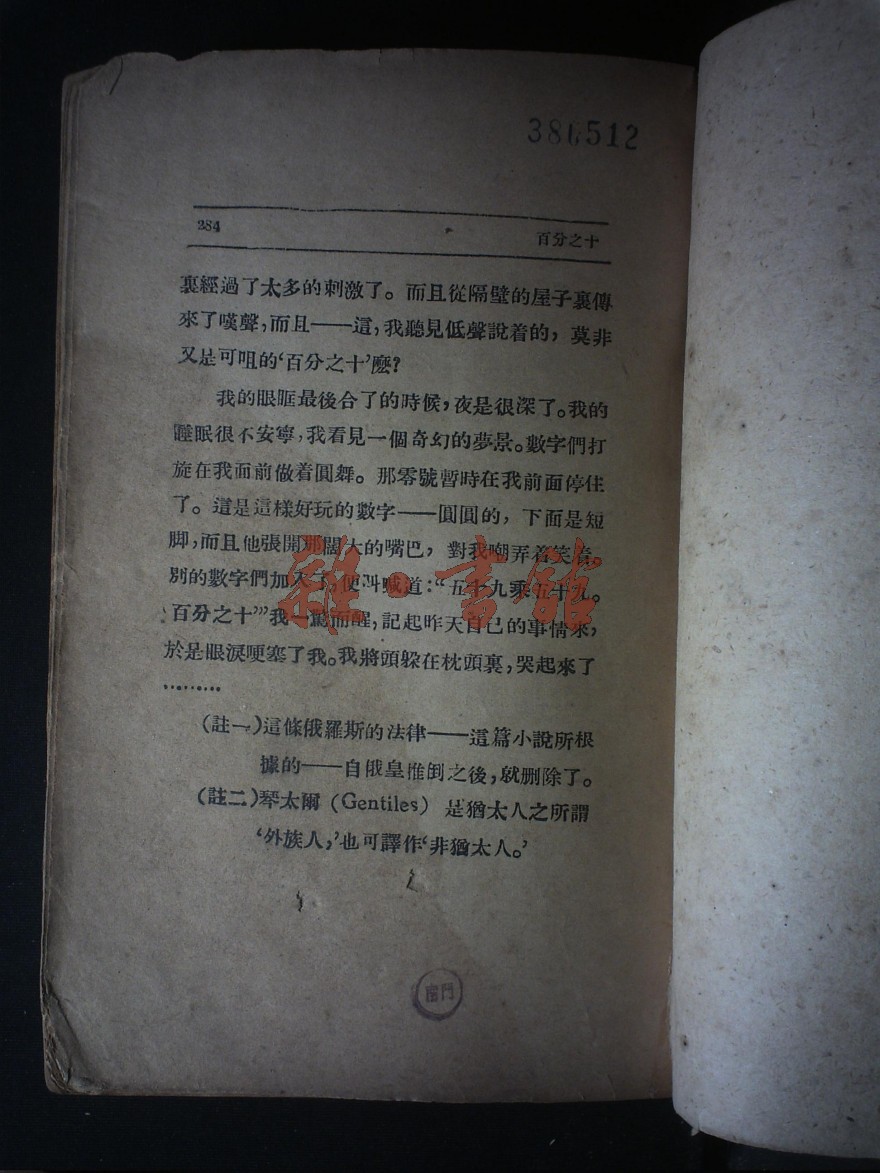 284
百分之十
裏經過了太多的刺激了。而且從隔壁的屋子裏傳
來了嘆聲,而且——這,我聽見低聲說着的,莫非
又是可咀的‘百分之十’麽?
我的眼眶最後合了的時候,夜是很深了。我的
睡眠很不安寧,我看見一個奇幻的夢景。數字們打
旋在我面前做着圓舞。那零號暫時在我前面停住
了。這是這樣好玩的數字——圓圓的,下面是短
脚,而且他張開那闊大的嘴巴,對我嘲弄着笑着,
別的數字們加入了,便叫喊道:“五十九乘五十九。
百分之十”’我一驚而醒,記起昨天自己的事情來,
於是眼淚哽塞了我。我將頭躲在枕頭裏,哭起來了
………
(註一)這條俄羅斯的法律——這篇小說所根
據的——自俄皇推倒之後,就删除了。
(註二)琴太爾(Gentiles)是猶太人之所謂
‘外族人,’也可譯作‘非猶太人。’
雜·書館